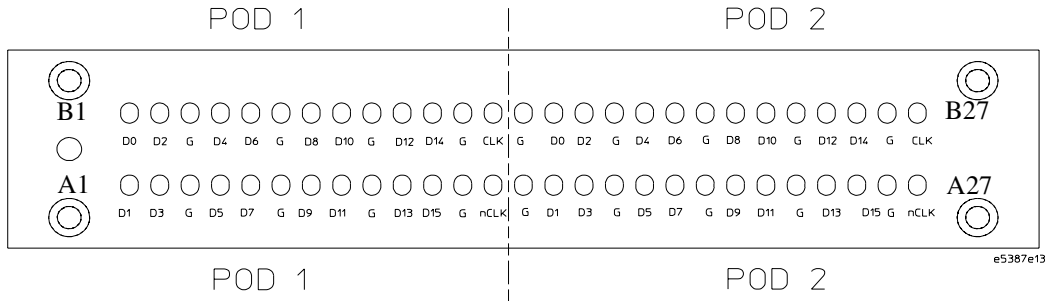 POD 1 POD 2
B1 B27
D0 D2 G D4 D6 G D8 D10 G D12 D14 G CLK G D0 D2 G D4 D6 G D8 D10 G D12 D14 G CLK
A1 A27
D1 D3 G D5 D7 G D9 D11 G D13 D15 G nCLK G D1 D3 G D5 D7 G D9 D11 G D13 D15 G nCLK
e5387e13
POD 1 POD 2